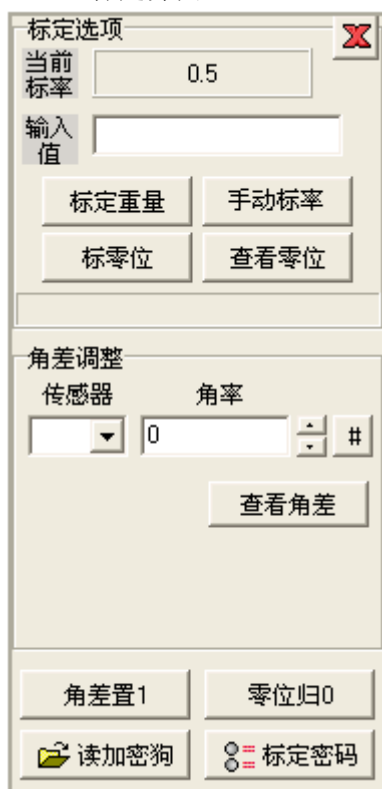 标定选项
当前标率
0.5
输入值
标定重量
手动标率
标零位
查看零位
角差调整
传感器
角率
0
#
查看角差
角差置1
零位归0
读加密狗
标定密码